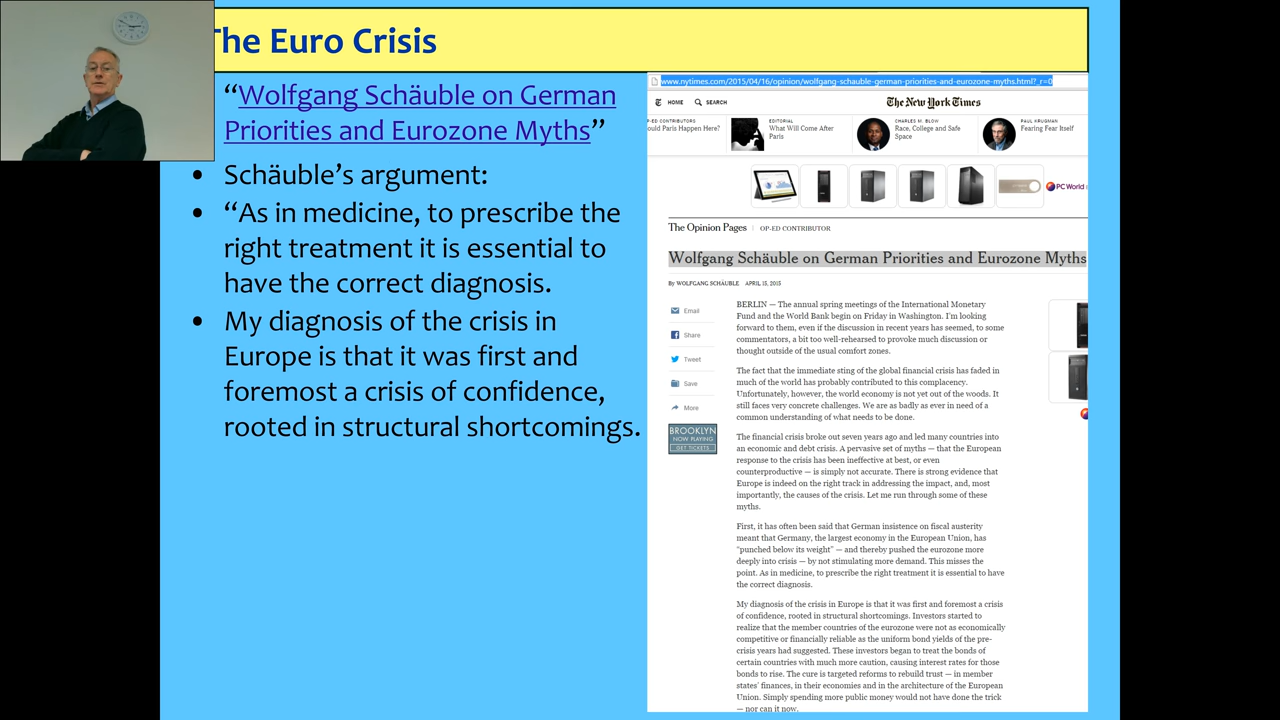 The Euro Crisis
“Wolfgang Schäuble on German
Priorities and Eurozone Myths”
• Schäuble’s argument:
• “As in medicine, to prescribe the
right treatment it is essential to
have the correct diagnosis.
• My diagnosis of the crisis in
Europe is that it was first and
foremost a crisis of confidence,
rooted in structural shortcomings.
www.nytimes.com/2015/04/16/opinion/wolfgang-schauble-german-priorities-and-eurozone-myths.html?_r=0
HOME SEARCH The New York Times
P-ED CONTRIBUTORS
ould Paris Happen Here?
EDITORIAL
What Will Come After
Paris
CHARLES M. BLOW
Race, College and Safe
Space
PAUL KRUGMAN
Fearing Fear Itself
PC World
The Opinion Pages | OP-ED CONTRIBUTOR
Wolfgang Schäuble on German Priorities and Eurozone Myths
By WOLFGANG SCHÄUBLE APRIL 15, 2015
Email
Share
Tweet
Save
More
BROOKLYN
NOW PLAYING
GET TICKETS
BERLIN — The annual spring meetings of the International Monetary
Fund and the World Bank begin on Friday in Washington. I’m looking
forward to them, even if the discussion in recent years has seemed, to some
commentators, a bit too well-rehearsed to provoke much discussion or
thought outside of the usual comfort zones.
The fact that the immediate sting of the global financial crisis has faded in
much of the world has probably contributed to this complacency.
Unfortunately, however, the world economy is not yet out of the woods. It
still faces very concrete challenges. We are as badly as ever in need of a
common understanding of what needs to be done.
The financial crisis broke out seven years ago and led many countries into
an economic and debt crisis. A pervasive set of myths — that the European
response to the crisis has been ineffective at best, or even
counterproductive — is simply not accurate. There is strong evidence that
Europe is indeed on the right track in addressing the impact, and, most
importantly, the causes of the crisis. Let me run through some of these
myths.
First, it has often been said that German insistence on fiscal austerity
meant that Germany, the largest economy in the European Union, has
“punched below its weight” — and thereby pushed the eurozone more
deeply into crisis — by not stimulating more demand. This misses the
point. As in medicine, to prescribe the right treatment it is essential to have
the correct diagnosis.
My diagnosis of the crisis in Europe is that it was first and foremost a crisis
of confidence, rooted in structural shortcomings. Investors started to
realize that the member countries of the eurozone were not as economically
competitive or financially reliable as the uniform bond yields of the pre-
crisis years had suggested. These investors began to treat the bonds of
certain countries with much more caution, causing interest rates for those
bonds to rise. The cure is targeted reforms to rebuild trust — in member
states’ finances, in their economies and in the architecture of the European
Union. Simply spending more public money would not have done the trick
— nor can it now.